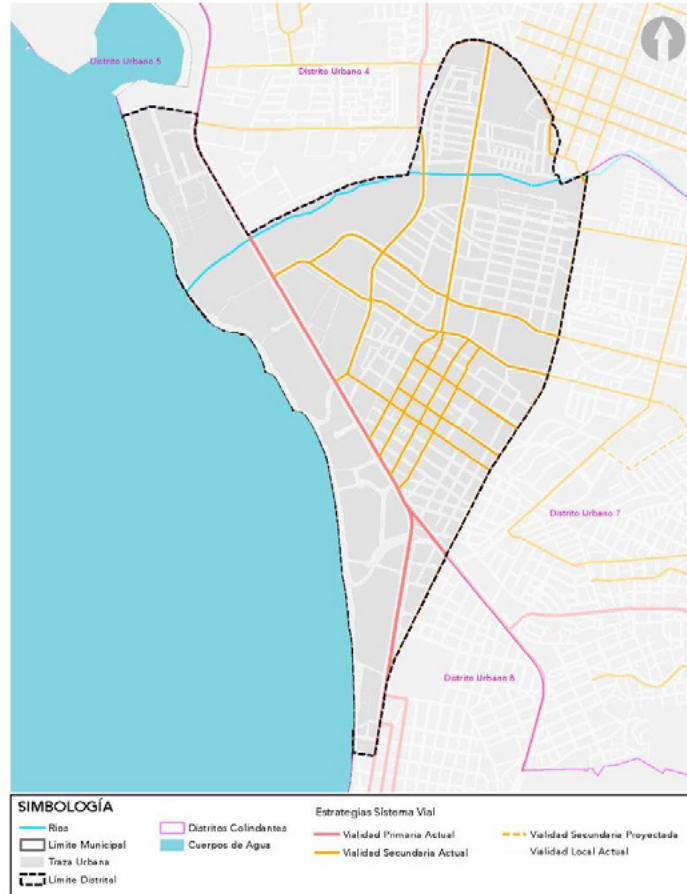 Distrito Urbano 5
Distrito Urbano 4
Distrito Urbano 7
Distrito Urbano 8
SIMBOLOGÍA
Ríos
Límite Municipal
Traza Urbana
Límite Distrital
Distritos Colindantes
Cuerpos de Agua
Estrategias Sistema Vial
Vialidad Primaria Actual
Vialidad Secundaria Actual
Vialidad Secundaria Proyectada
Vialidad Local Actual